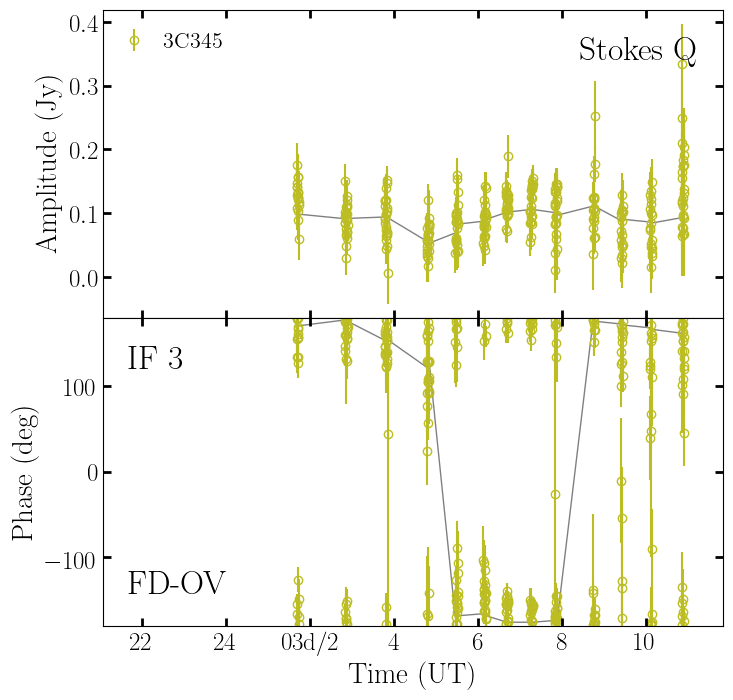 3C345
Stokes Q
Amplitude (Jy)
0.4
0.3
0.2
0.1
0.0
IF 3
FD-OV
Phase (deg)
100
0
−100
22 24 03d/2 4 6 8 10
Time (UT)